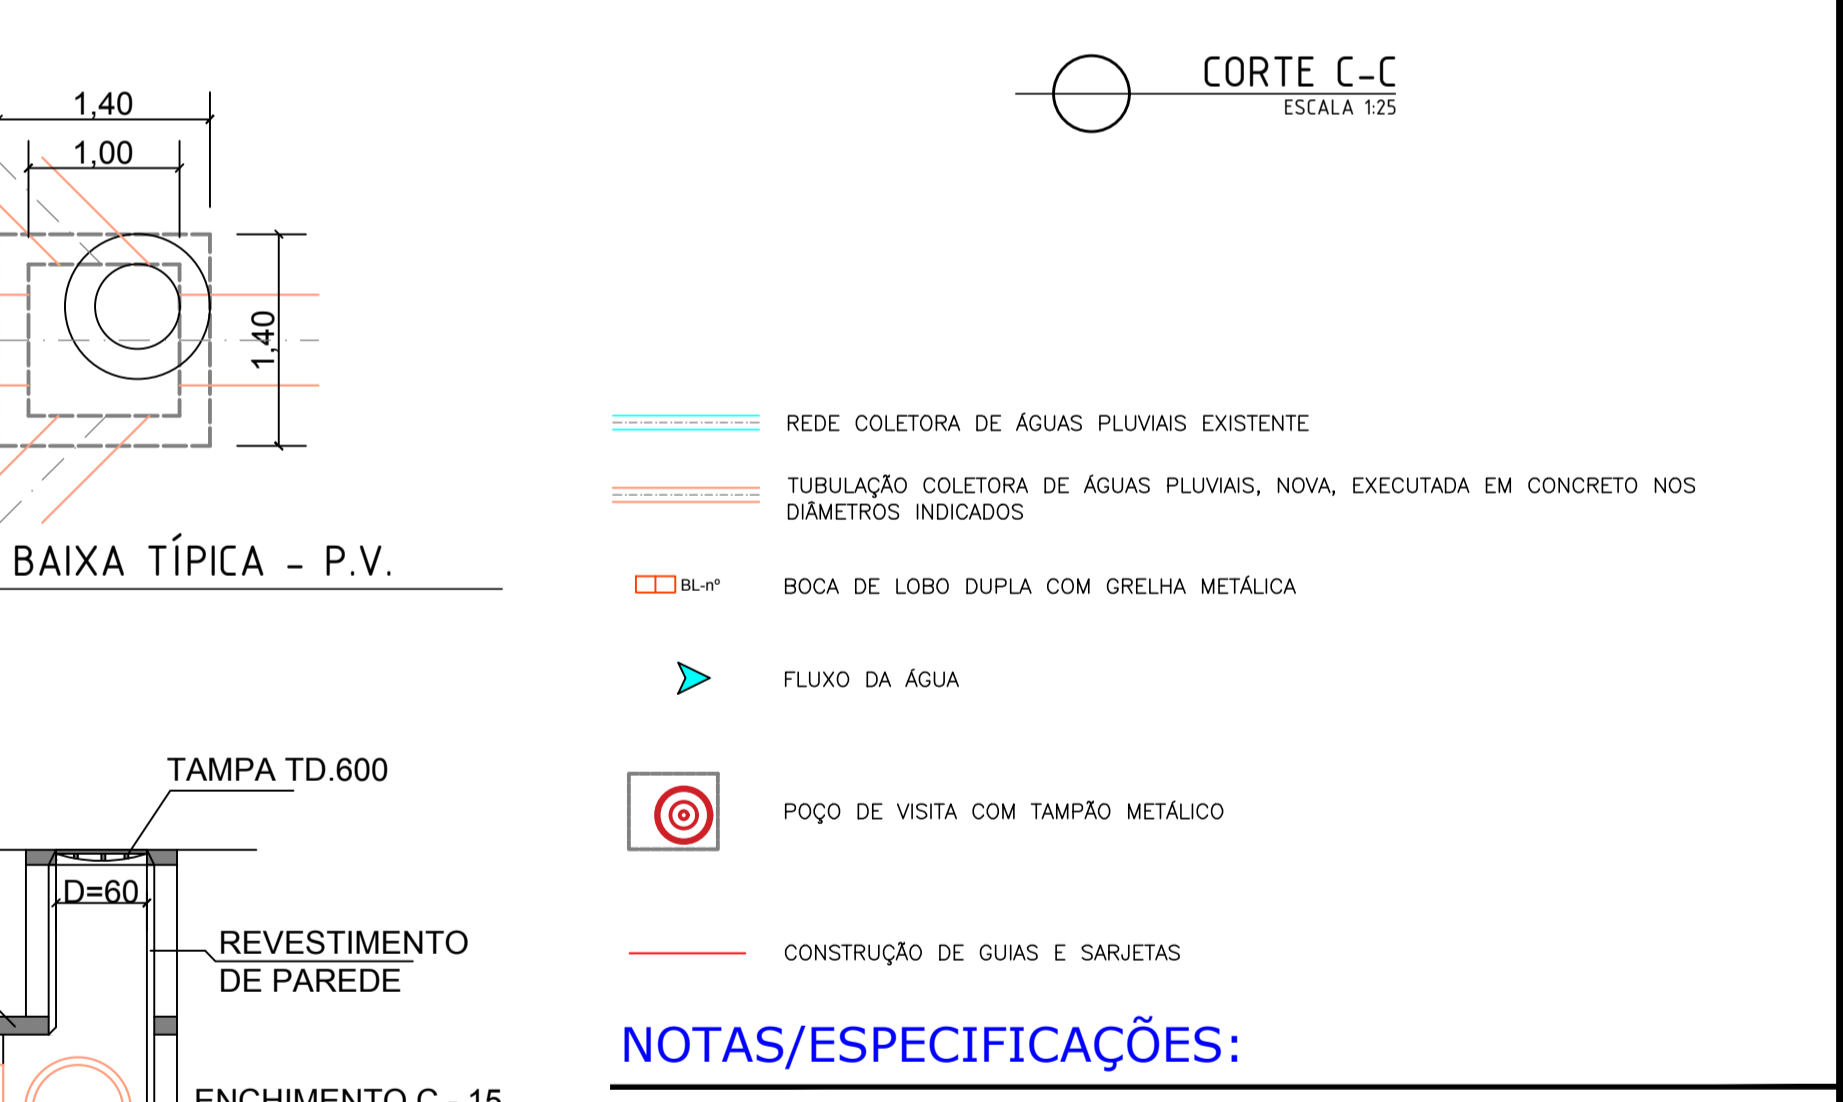 CORTE C-C
ESCALA 1:25
1,40
1,00
1,40
BAIXA TÍPICA - P.V.
REDE COLETORA DE ÁGUAS PLUVIAIS EXISTENTE
TUBULAÇÃO COLETORA DE ÁGUAS PLUVIAIS, NOVA, EXECUTADA EM CONCRETO NOS
DIÂMETROS INDICADOS
BL-nº
BOCA DE LOBO DUPLA COM GRELHA METÁLICA
FLUXO DA ÁGUA
POÇO DE VISITA COM TAMPÃO METÁLICO
CONSTRUÇÃO DE GUIAS E SARJETAS
TAMPA TD.600
D=60
REVESTIMENTO
DE PAREDE
ENCHIMENTO C - 15
NOTAS/ESPECIFICAÇÕES: